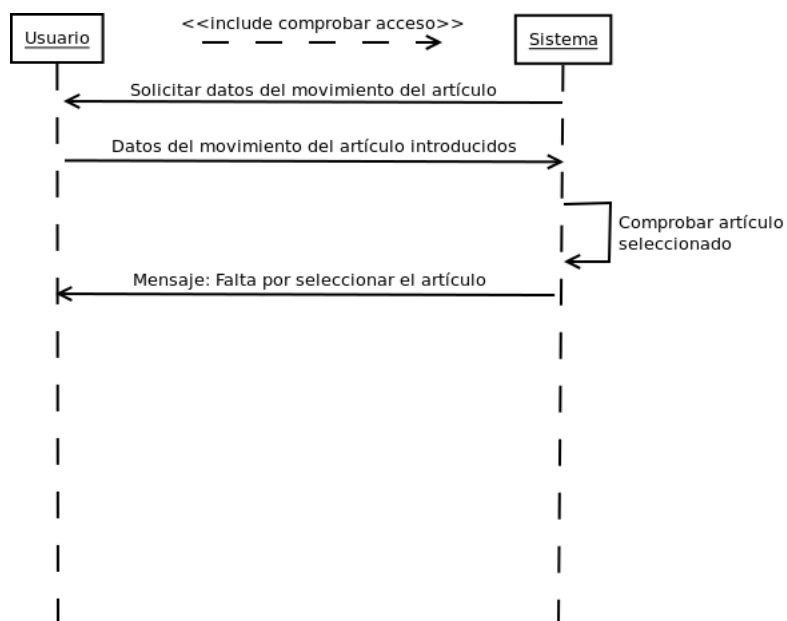 <<include comprobar acceso>>
Usuario
Sistema
Solicitar datos del movimiento del artículo
Datos del movimiento del artículo introducidos
Comprobar artículo
seleccionado
Mensaje: Falta por seleccionar el artículo